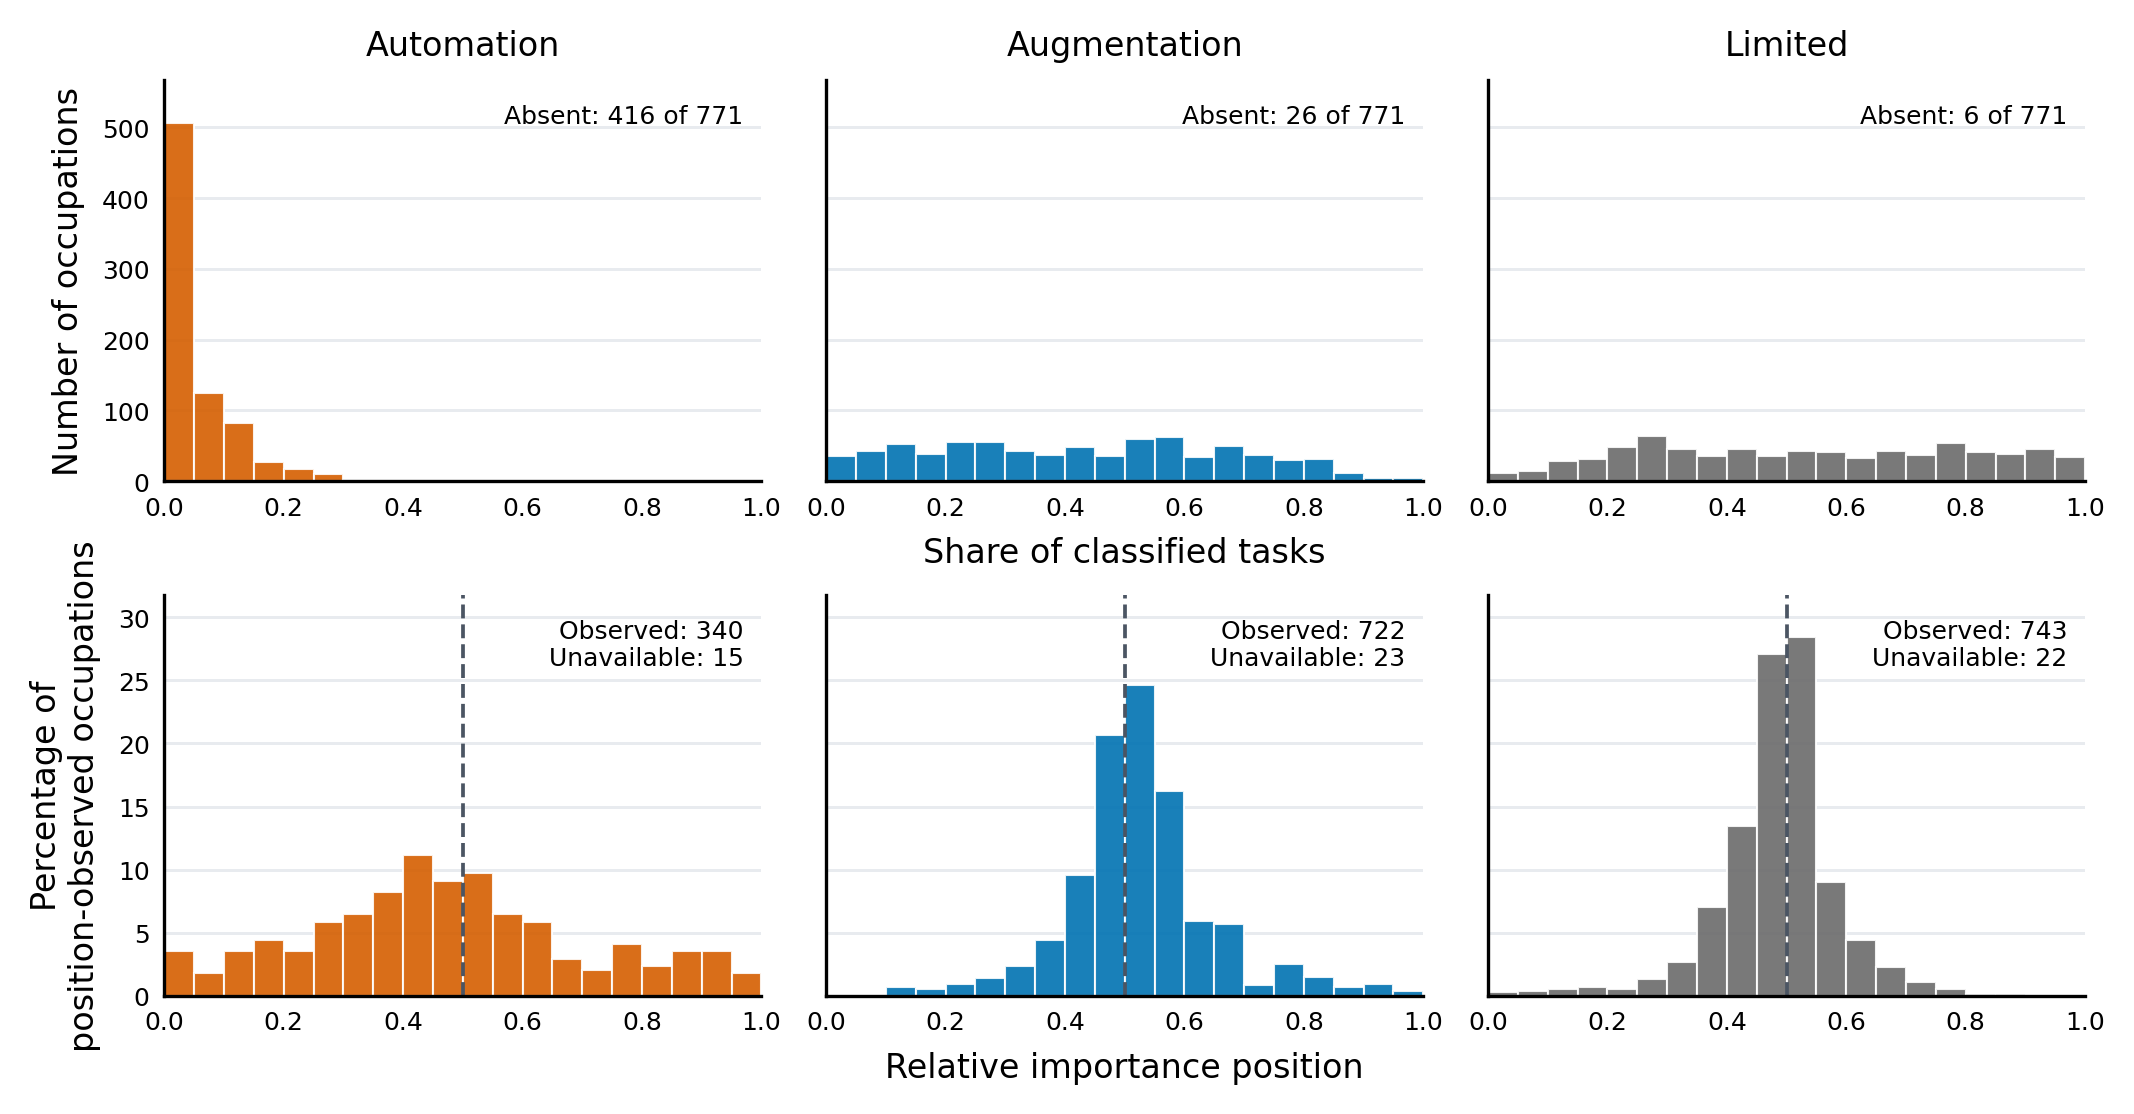 Automation
Augmentation
Limited
Number of occupations
500
400
300
200
100
0
Absent: 416 of 771
Absent: 26 of 771
Absent: 6 of 771
0.0 0.2 0.4 0.6 0.8 1.0
0.0 0.2 0.4 0.6 0.8 1.0
0.0 0.2 0.4 0.6 0.8 1.0
Share of classified tasks
Percentage of
position-observed occupations
30
25
20
15
10
5
0
Observed: 340
Unavailable: 15
Observed: 722
Unavailable: 23
Observed: 743
Unavailable: 22
0.0 0.2 0.4 0.6 0.8 1.0
0.0 0.2 0.4 0.6 0.8 1.0
0.0 0.2 0.4 0.6 0.8 1.0
Relative importance position